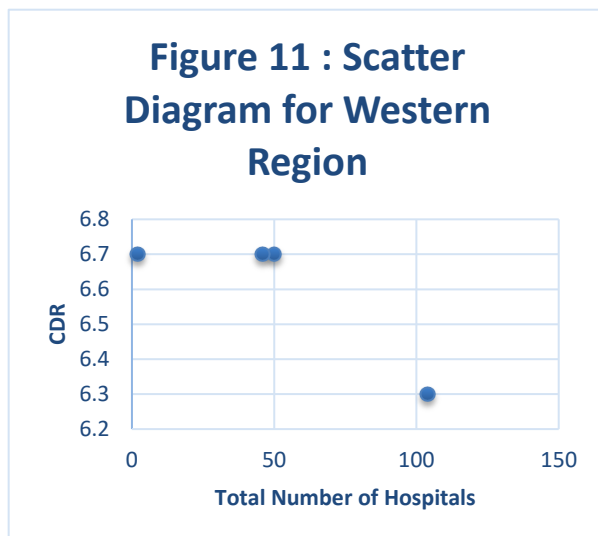 Figure 11 : Scatter
Diagram for Western
Region
6.8
6.7
6.6
6.5
6.4
6.3
6.2
CDR
0 50 100 150
Total Number of Hospitals